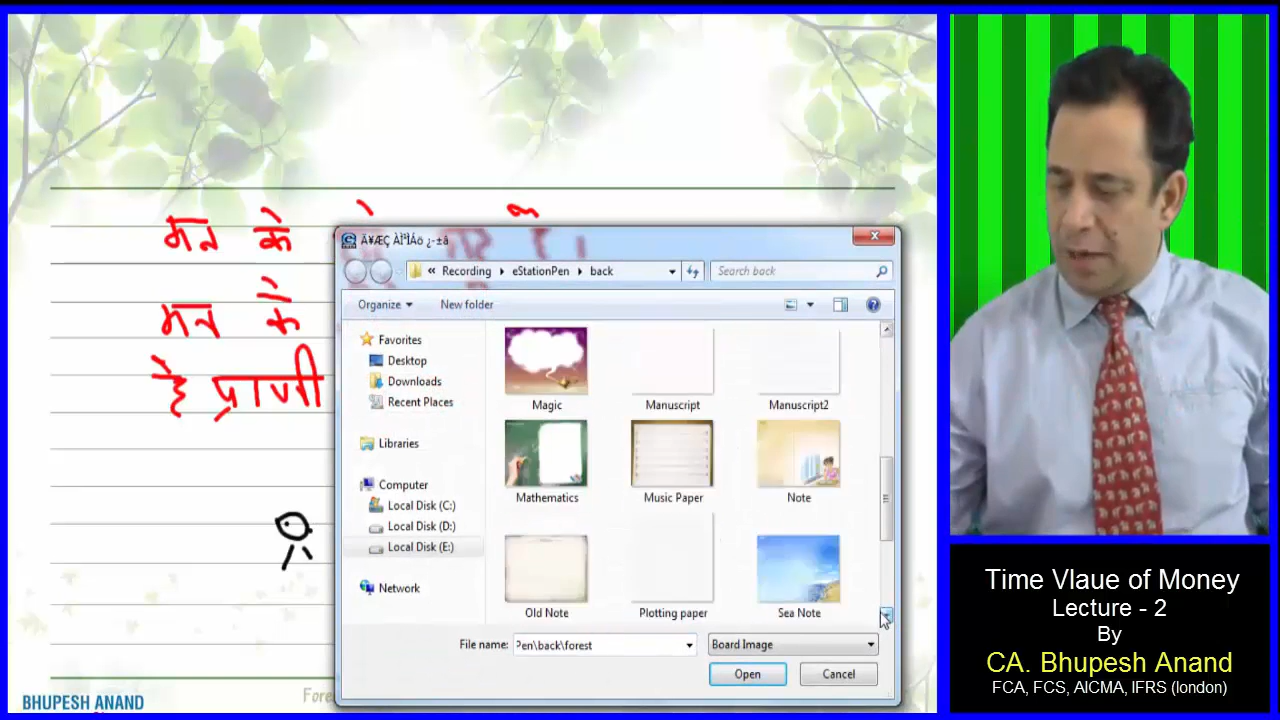 मन के
मन के
हे प्राणी
Recording
eStationPen
back
Search back
Organize
New folder
Favorites
Desktop
Downloads
Recent Places
Libraries
Computer
Local Disk (C:)
Local Disk (D:)
Local Disk (E:)
Network
Magic
Manuscript
Manuscript2
Mathematics
Music Paper
Note
Old Note
Plotting paper
Sea Note
File name:
Pen\back\forest
Board Image
Open
Cancel
BHUPESH ANAND
Fore
Time Vlaue of Money
Lecture - 2
By
CA. Bhupesh Anand
FCA, FCS, AICMA, IFRS (london)